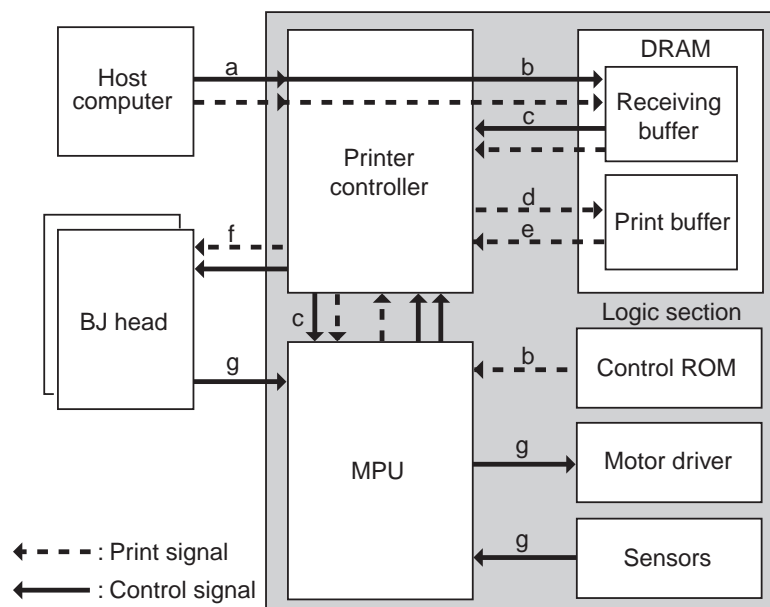 Host
computer
a
b
DRAM
Receiving
buffer
c
Printer
controller
d
e
Print buffer
f
BJ head
c
Logic section
g
b
Control ROM
MPU
g
Motor driver
g
Sensors
: Print signal
: Control signal